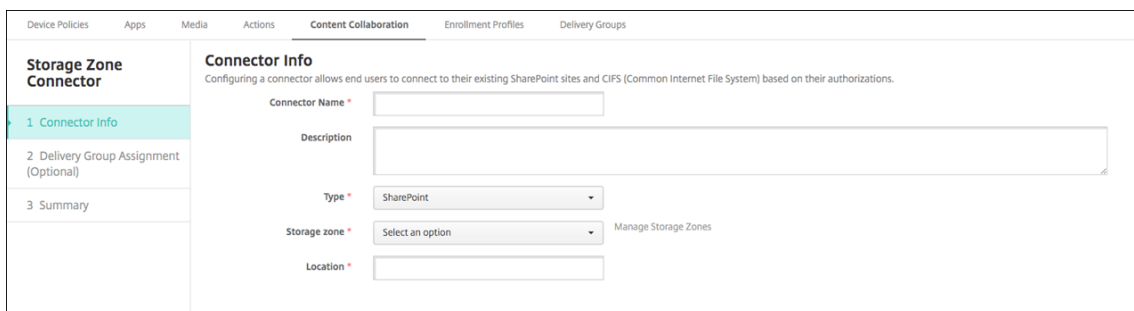 Device Policies Apps Media Actions Content Collaboration Enrollment Profiles Delivery Groups
Storage Zone
Connector
1 Connector Info
2 Delivery Group Assignment
(Optional)
3 Summary
Connector Info
Configuring a connector allows end users to connect to their existing SharePoint sites and CIFS (Common Internet File System) based on their authorizations.
Connector Name *
Description
Type * SharePoint
Storage zone * Select an option Manage Storage Zones
Location *